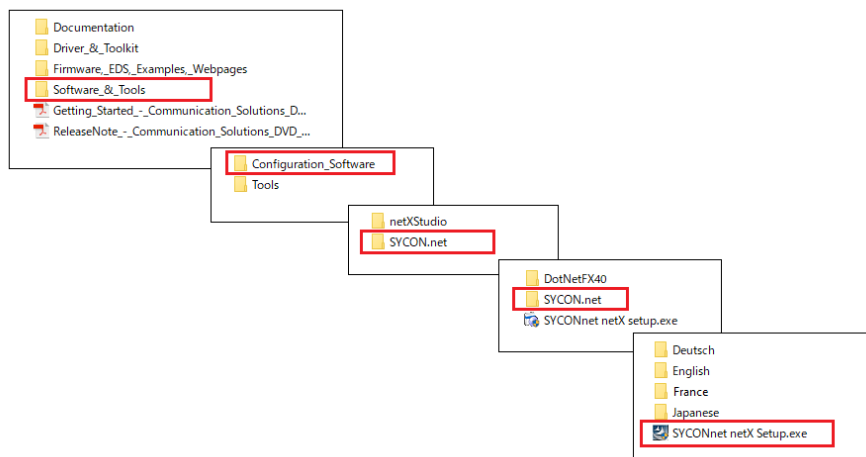 Documentation
Driver_&_Toolkit
Firmware,_EDS,_Examples,_Webpages
Software_&_Tools
Getting_Started_-_Communication_Solutions_D...
ReleaseNote_-_Communication_Solutions_DVD_...
Configuration_Software
Tools
netXStudio
SYCON.net
DotNetFX40
SYCON.net
SYCONnet netX setup.exe
Deutsch
English
France
Japanese
SYCONnet netX Setup.exe